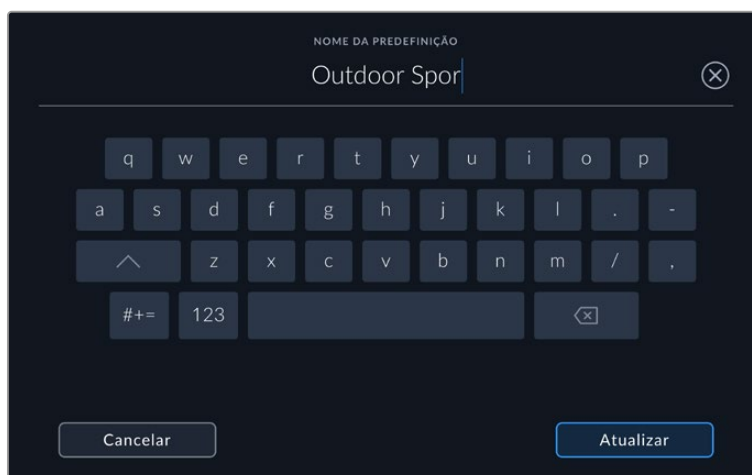 NOME DA PREDEFINIÇÃO
Outdoor Spor
q w e r t y u i o p
a s d f g h j k l . -
z x c v b n m / ,
#+= 123
Cancelar Atualizar